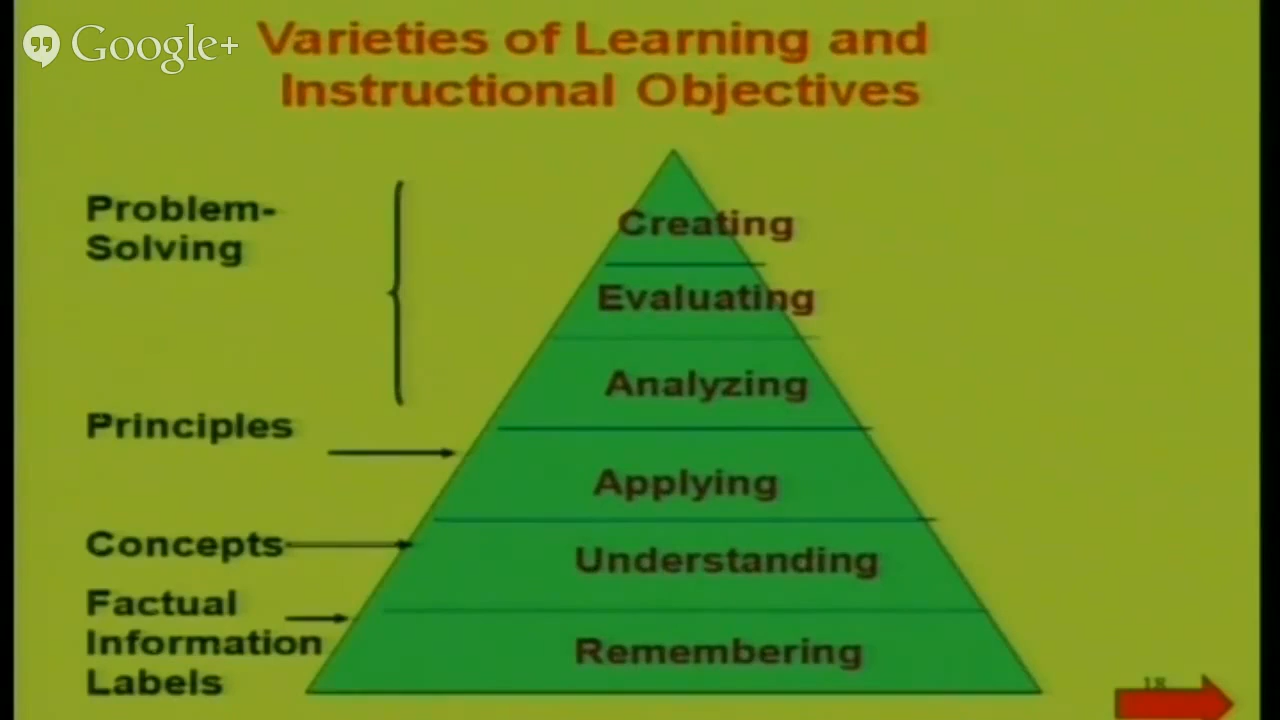 Google+
Varieties of Learning and
Instructional Objectives
Problem-
Solving
Principles
Concepts
Factual
Information
Labels
Creating
Evaluating
Analyzing
Applying
Understanding
Remembering
18